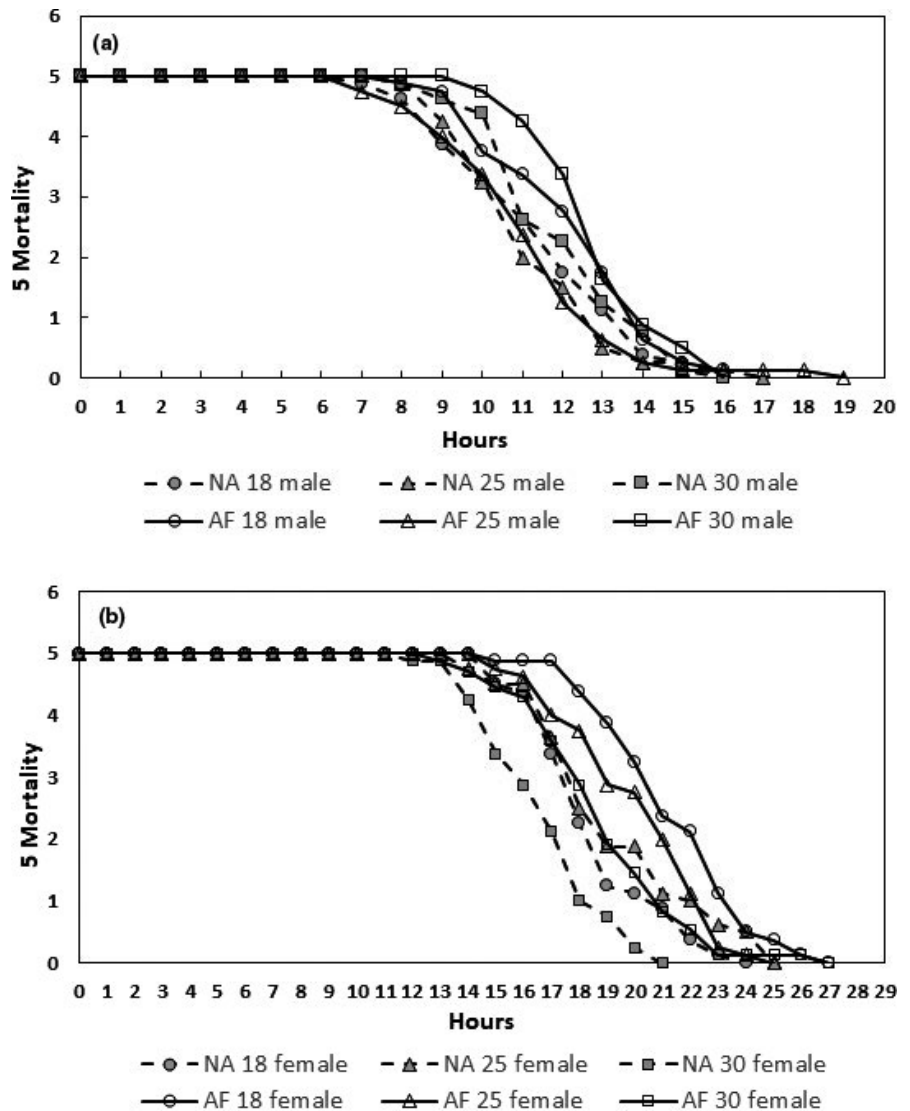 6
(a)
5
4
3
2
1
0
5 Mortality
0 1 2 3 4 5 6 7 8 9 10 11 12 13 14 15 16 17 18 19 20
Hours
NA 18 male NA 25 male NA 30 male
AF 18 male AF 25 male AF 30 male
6
(b)
5
4
3
2
1
0
5 Mortality
0 1 2 3 4 5 6 7 8 9 10 11 12 13 14 15 16 17 18 19 20 21 22 23 24 25 26 27 28 29
Hours
NA 18 female NA 25 female NA 30 female
AF 18 female AF 25 female AF 30 female